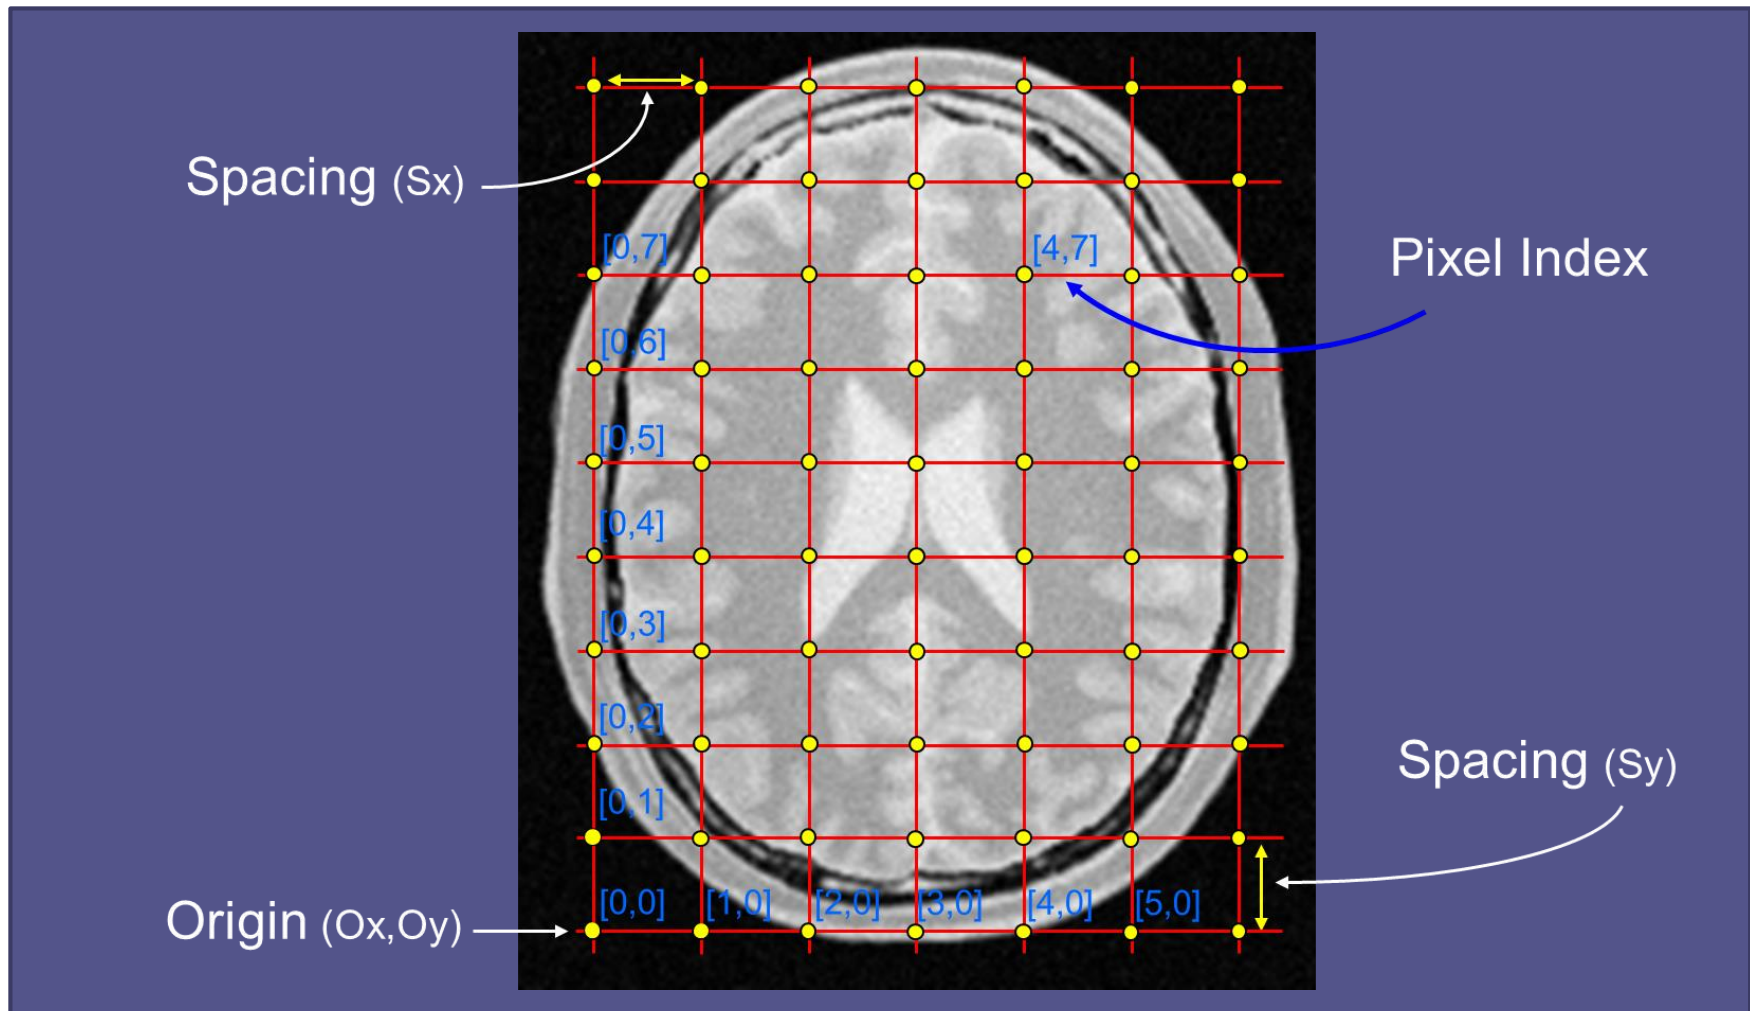 Spacing (Sx)
[0,7]
[4,7]
Pixel Index
[0,6]
[0,5]
[0,4]
[0,3]
[0,2]
Spacing (Sy)
[0,1]
[0,0] [1,0] [2,0] [3,0] [4,0] [5,0]
Origin (Ox,Oy)